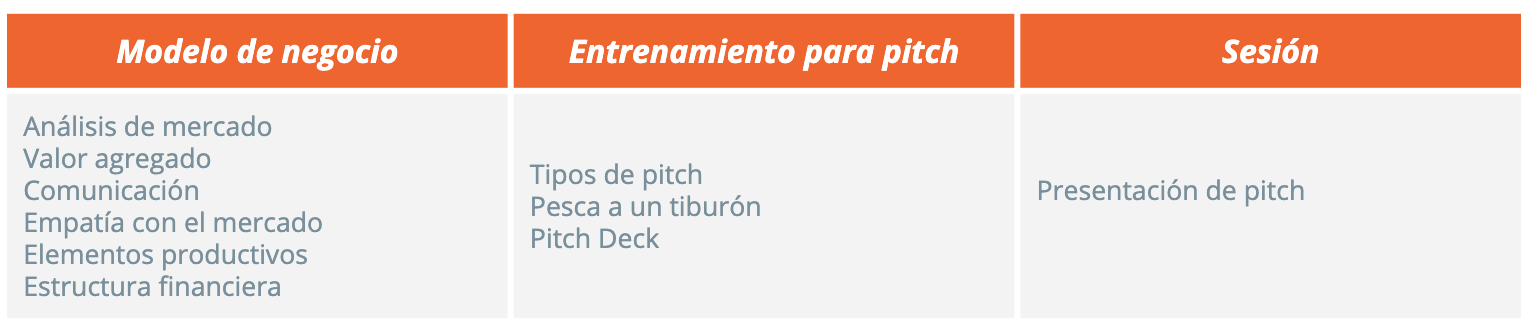 Modelo de negocio
Entrenamiento para pitch
Sesión
Análisis de mercado
Valor agregado
Comunicación
Empatía con el mercado
Elementos productivos
Estructura financiera
Tipos de pitch
Pesca a un tiburón
Pitch Deck
Presentación de pitch